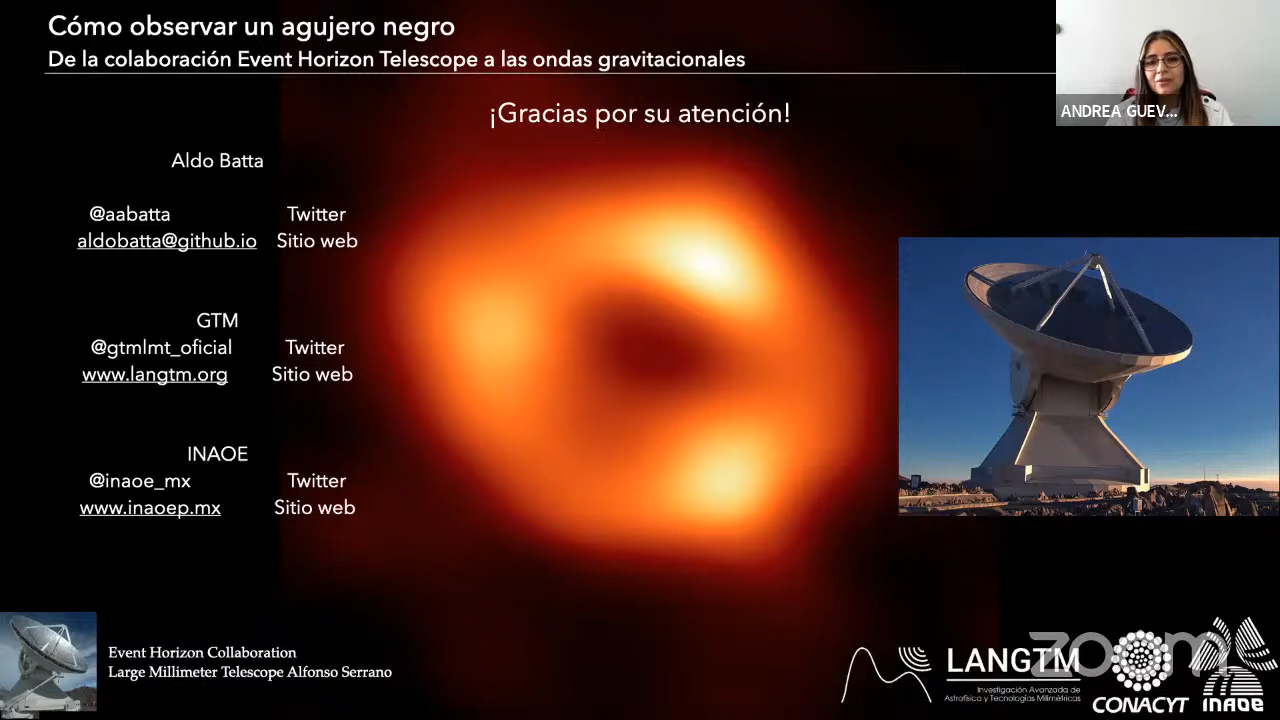 Cómo observar un agujero negro
De la colaboración Event Horizon Telescope a las ondas gravitacionales
ANDREA GUEV...
¡Gracias por su atención!
Aldo Batta
@aabatta Twitter
aldobatta@github.io Sitio web
GTM
@gtmlmt_oficial Twitter
www.langtm.org Sitio web
INAOE
@inaoe_mx Twitter
www.inaoep.mx Sitio web
Event Horizon Collaboration
Large Millimeter Telescope Alfonso Serrano
zoom
LANGTM
Investigación Avanzada de
Astrofísica y Tecnologías Milimétricas
CONACYT
INAOE